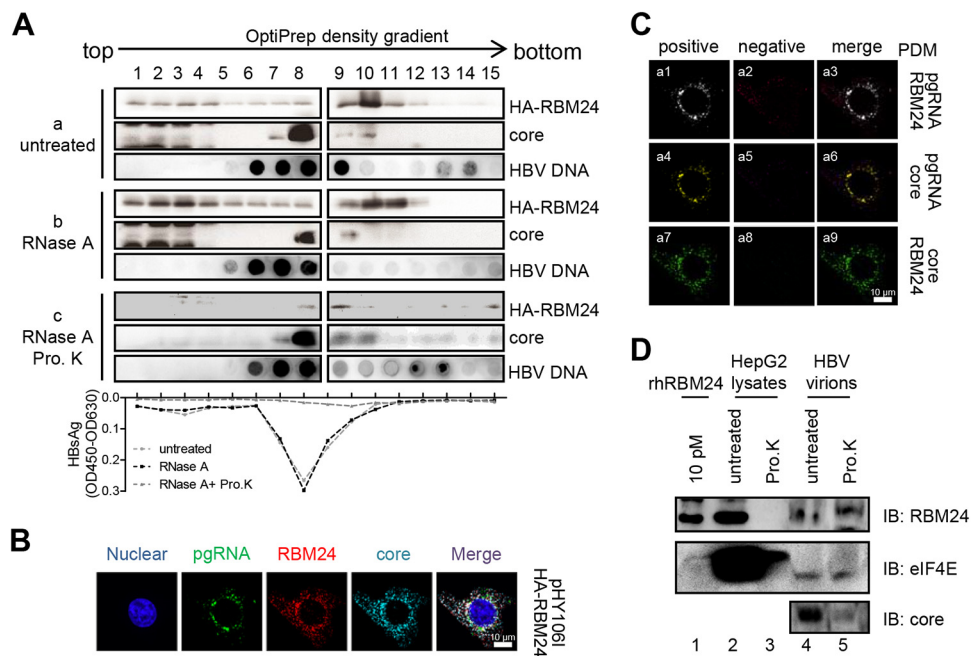 A
OptiPrep density gradient
top
bottom
1 2 3 4 5 6 7 8 9 10 11 12 13 14 15
a
untreated
HA-RBM24
core
HBV DNA
b
RNase A
HA-RBM24
core
HBV DNA
c
RNase A
Pro. K
HA-RBM24
core
HBV DNA
HBsAg
(OD450-OD630)
0.0
0.1
0.2
0.3
untreated
RNase A
RNase A+ Pro.K
B
Nuclear pgRNA RBM24 core Merge
pHY106I
HA-RBM24
10 µm
C
positive negative merge PDM
a1 a2 a3
pgRNA
RBM24
a4 a5 a6
pgRNA
core
a7 a8 a9
core
RBM24
10 µm
D
rhRBM24
HepG2
lysates
HBV
virions
10 pM
untreated
Pro.K
untreated
Pro.K
IB: RBM24
IB: eIF4E
IB: core
1 2 3 4 5